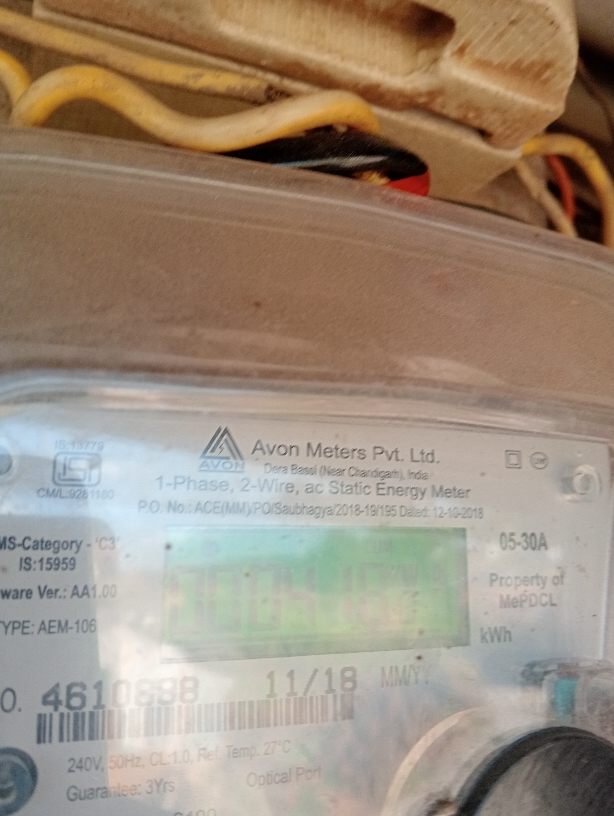 IS:13779
ISI
CM/L:9281180
AVON
Avon Meters Pvt. Ltd.
Dera Bassi (Near Chandigarh), India
1-Phase, 2-Wire, ac Static Energy Meter
P.O. No.: ACE(MM)/PO/Saubhagya/2018-19/195 Dated: 12-10-2018
MS-Category - 'C3'
IS:15959
ware Ver.: AA1.00
YPE: AEM-106
05-30A
Property of
MePDCL
kWh
O. 11/18 MM/YY
240V, 50Hz, CL:1.0, Ref. Temp. 27°C
Guarantee: 3Yrs Optical Port